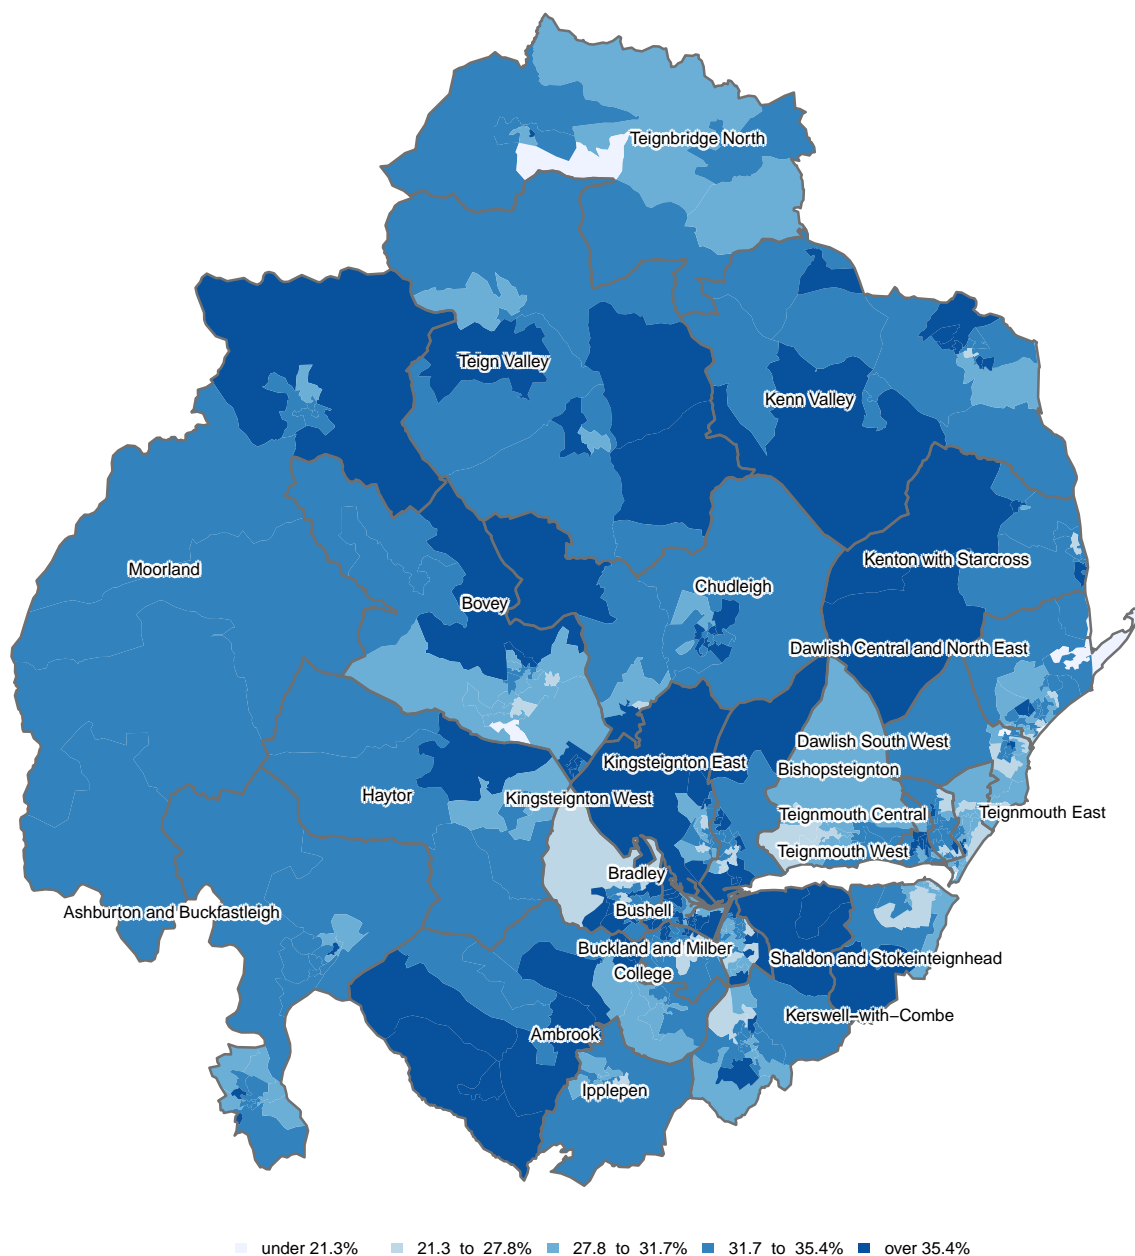 Teignbridge North
Teign Valley
Kenn Valley
Moorland
Kenton with Starcross
Chudleigh
Bovey
Dawlish Central and North East
Dawlish South West
Kingsteignton East
Bishopsteignton
Haytor
Kingsteignton West
Teignmouth Central
Teignmouth East
Teignmouth West
Bradley
Ashburton and Buckfastleigh
Bushell
Buckland and Milber
Shaldon and Stokeinteignhead
College
Kerswell−with−Combe
Ambrook
Ipplepen
under 21.3% 21.3 to 27.8% 27.8 to 31.7% 31.7 to 35.4% over 35.4%